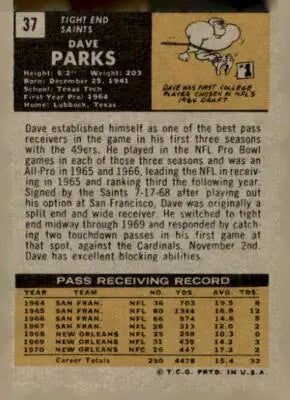 37
TIGHT END
SAINTS
DAVE
PARKS
Height: 6'2" Weight: 203
Born: December 25, 1941
School: Texas Tech
First Year Pro: 1964
Home: Lubbock, Texas
#1
DAVE WAS FIRST COLLEGE
PLAYER CHOSEN IN NFL'S
1964 DRAFT.
Dave established himself as one of the best pass
receivers in the game in his first three seasons
with the 49ers. He played in the NFL Pro Bowl
games in each of those three seasons and was an
All-Pro in 1965 and 1966, leading the NFL in receiv-
ing in 1965 and ranking third the following year.
Signed by the Saints 7-17-68 after playing out
his option at San Francisco, Dave was originally a
split end and wide receiver. He switched to tight
end midway through 1969 and responded by catch-
ing two touchdown passes in his first game at
that spot, against the Cardinals, November 2nd.
Dave has excellent blocking abilities.
PASS RECEIVING RECORD
YEAR TEAM NO. YDS. AVG. TDS.
1964 SAN FRAN. NFL 36 703 19.5 8
1965 SAN FRAN. NFL 80 1344 16.8 12
1966 SAN FRAN. NFL 66 974 14.8 5
1967 SAN FRAN. NFL 26 313 12.0 2
1968 NEW ORLEANS NFL 25 258 10.3 0
1969 NEW ORLEANS NFL 31 439 14.2 3
1970 NEW ORLEANS NFC 26 447 17.2 2
Career Totals 290 4478 15.4 32
© T.C.G. PRTD. IN U.S.A.